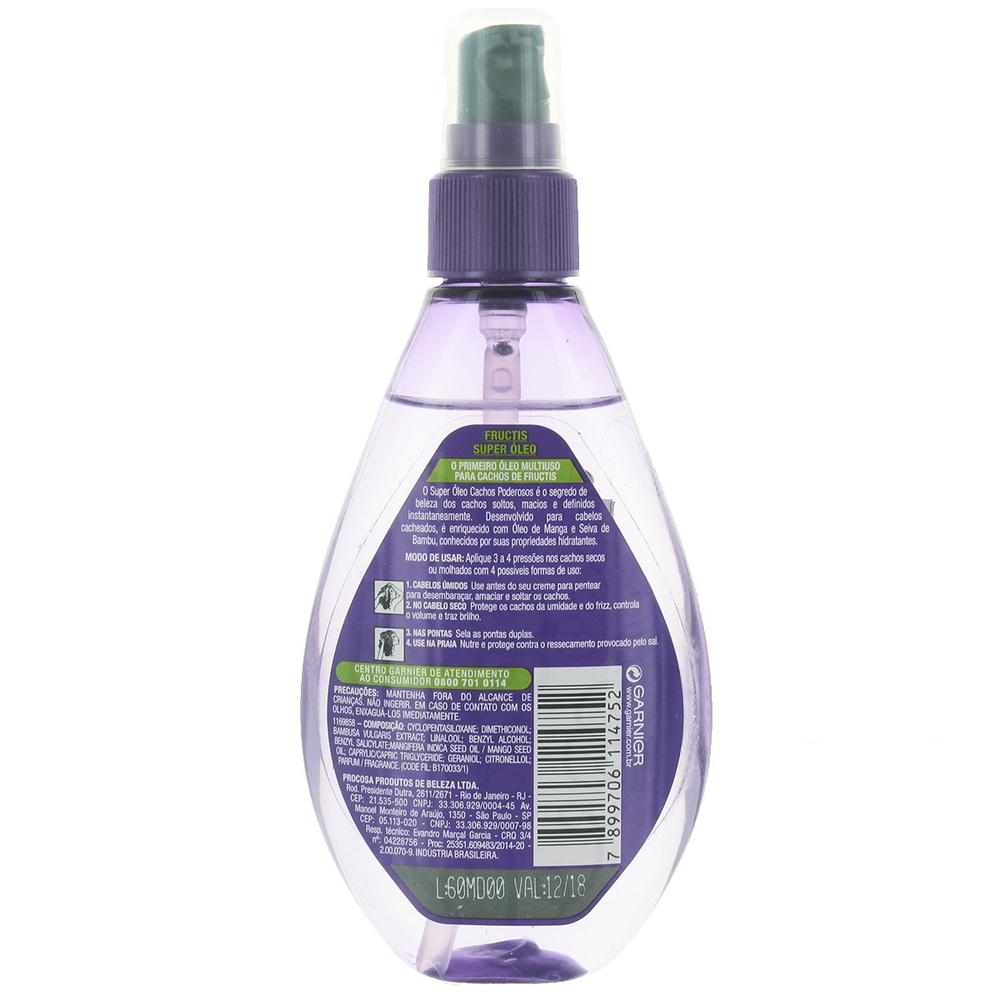 FRUCTIS
SUPER ÓLEO
O PRIMEIRO ÓLEO MULTIUSO
PARA CACHOS DE FRUCTIS
O Super Óleo Cachos Poderosos é o segredo de
beleza dos cachos soltos, macios e definidos
instantaneamente. Desenvolvido para cabelos
cacheados, é enriquecido com Óleo de Manga e Seiva de
Bambu, conhecidos por suas propriedades hidratantes.
MODO DE USAR: Aplique 3 a 4 pressões nos cachos secos
ou molhados com 4 possíveis formas de uso:
1. CABELOS ÚMIDOS Use antes do seu creme para pentear
para desembaraçar, amaciar e soltar os cachos.
2. NO CABELO SECO Protege os cachos da umidade e do frizz, controla
o volume e traz brilho.
3. NAS PONTAS Sela as pontas duplas.
4. USE NA PRAIA Nutre e protege contra o ressecamento provocado pelo sal.
CENTRO GARNIER DE ATENDIMENTO
AO CONSUMIDOR 0800 701 0114
PRECAUÇÕES: MANTENHA FORA DO ALCANCE DE
CRIANÇAS. NÃO INGERIR. EM CASO DE CONTATO COM OS
OLHOS, ENXAGUÁ-LOS IMEDIATAMENTE.
1169858 – COMPOSIÇÃO: CYCLOPENTASILOXANE; DIMETHICONOL;
BAMBUSA VULGARIS EXTRACT; LINALOOL; BENZYL ALCOHOL;
BENZYL SALICYLATE;MANGIFERA INDICA SEED OIL / MANGO SEED
OIL; CAPRYLIC/CAPRIC TRIGLYCERIDE; GERANIOL; CITRONELLOL;
PARFUM / FRAGRANCE. (CODE FIL: B170033/1)
PROCOSA PRODUTOS DE BELEZA LTDA.
Rod. Presidente Dutra, 2611/2671 - Rio de Janeiro - RJ -
CEP: 21.535-500 CNPJ: 33.306.929/0004-45 Av.
Manoel Monteiro de Araújo, 1350 - São Paulo - SP
CEP: 05.113-020 - CNPJ: 33.306.929/0007-98
Resp. técnico: Evandro Marçal Garcia - CRQ 3/4
nº: 04228756 - Proc: 25351.609483/2014-20 -
2.00.070-9. INDÚSTRIA BRASILEIRA.
7 899706 114752
GARNIER
www.garnier.com.br
L:60MD00 VAL:12/18